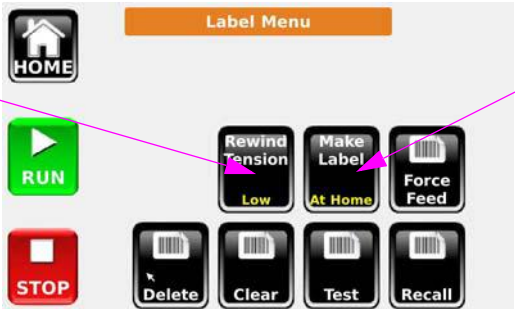 Label Menu
HOME
RUN
Rewind
Tension
Low
Make
Label
At Home
Force
Feed
STOP
Delete
Clear
Test
Recall